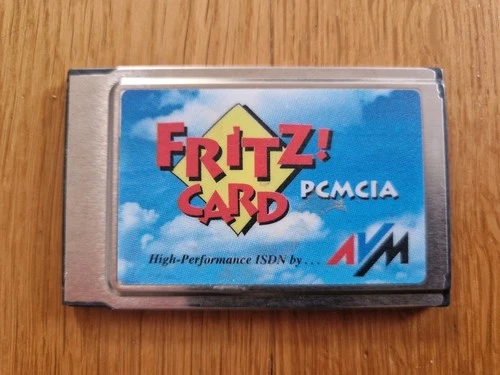 FRITZ!
CARD
PCMCIA
High-Performance ISDN by . . .
AVM